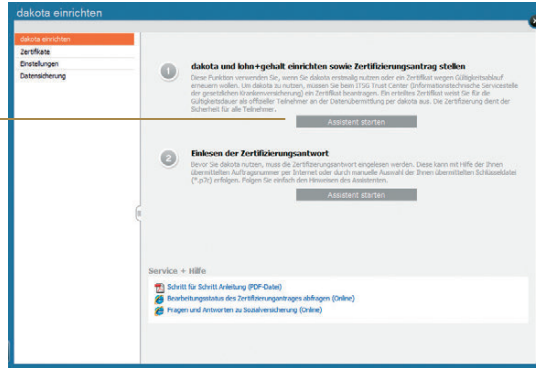 dakota einrichten
dakota einrichten
Zertifikate
Einstellungen
Datensicherung
1
dakota und lohn+gehalt einrichten sowie Zertifizierungsantrag stellen
Diese Funktion verwenden Sie, wenn Sie dakota erstmalig nutzen oder ein Zertifikat wegen Gültigkeitsablauf
erneuern wollen. Um dakota zu nutzen, müssen Sie beim ITSG Trust Center (Informationstechnische Servicestelle
der gesetzlichen Krankenversicherung) ein Zertifikat beantragen. Ein erteiltes Zertifikat weist Sie für die
Gültigkeitsdauer als offizieller Teilnehmer an der Datenübermittlung per dakota aus. Die Zertifizierung dient der
Sicherheit für alle Teilnehmer.
Assistent starten
2
Einlesen der Zertifizierungsantwort
Bevor Sie dakota nutzen, muss die Zertifizierungsantwort eingelesen werden. Diese kann mit Hilfe der Ihnen
übermittelten Auftragsnummer per Internet oder durch manuelle Auswahl der Ihnen übermittelten Schlüsseldatei
(*.p7c) erfolgen. Folgen Sie einfach den Hinweisen des Assistenten.
Assistent starten
Service + Hilfe
Schritt für Schritt Anleitung (PDF-Datei)
Bearbeitungsstatus des Zertifizierungantrages abfragen (Online)
Fragen und Antworten zu Sozialversicherung (Online)